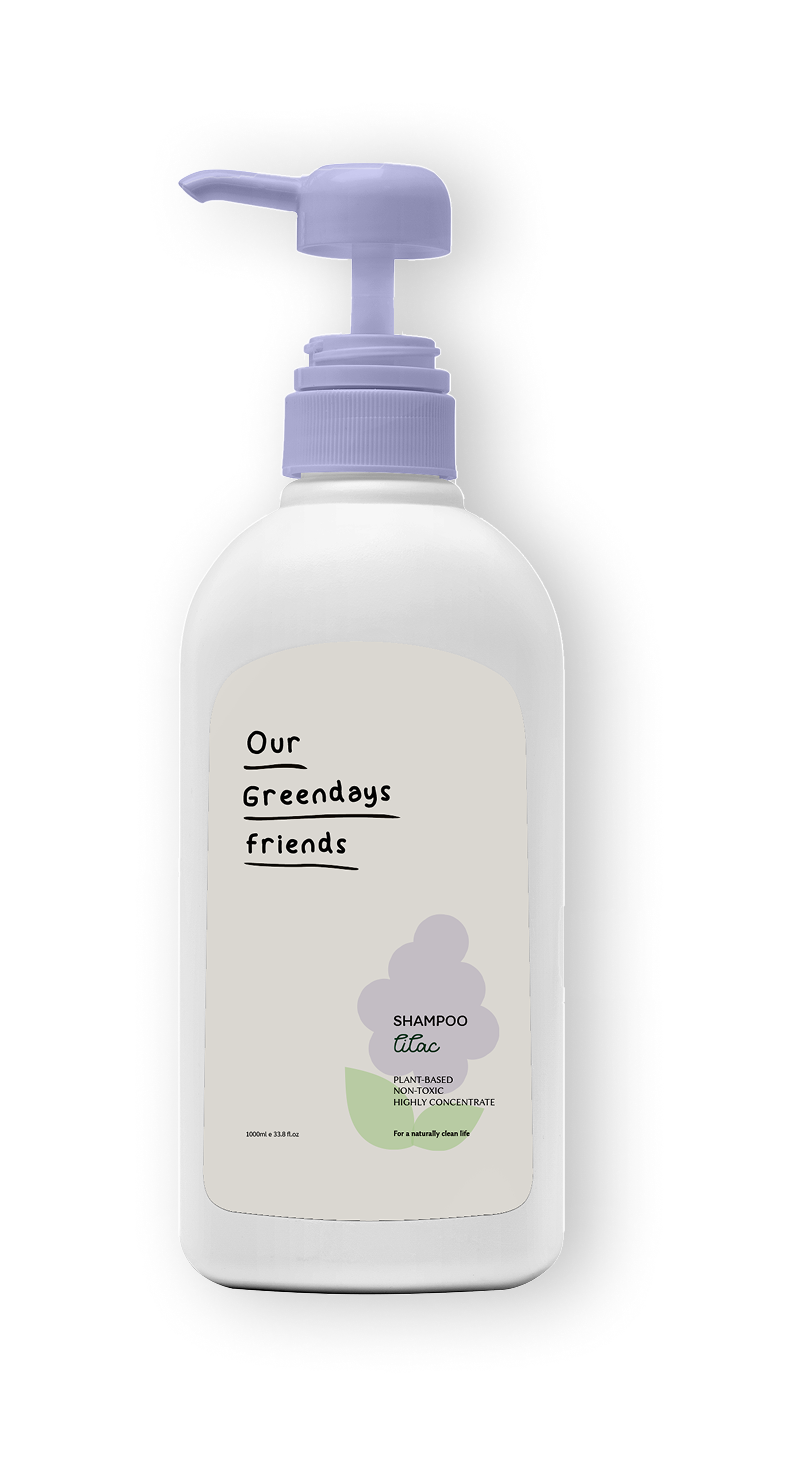 Our
Greendays
friends
SHAMPOO
lilac
PLANT-BASED
NON-TOXIC
HIGHLY CONCENTRATE
1000ml e 33.8 fl.oz
For a naturally clean life